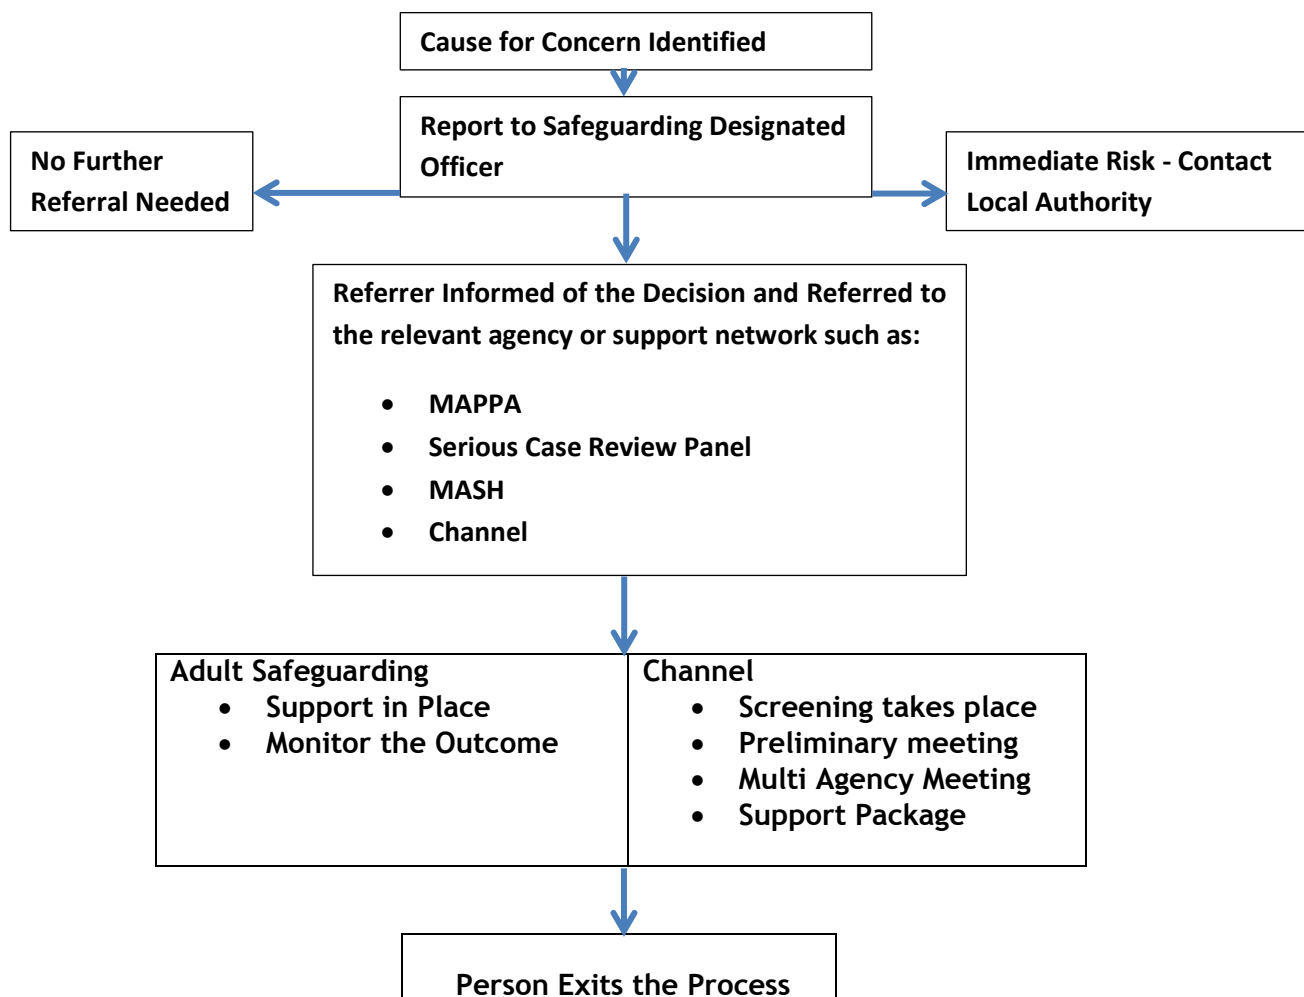 Cause for Concern Identified
Report to Safeguarding Designated
Officer
No Further
Referral Needed
Immediate Risk - Contact
Local Authority
Referrer Informed of the Decision and Referred to
the relevant agency or support network such as:
• MAPPA
• Serious Case Review Panel
• MASH
• Channel
Adult Safeguarding
• Support in Place
• Monitor the Outcome
Channel
• Screening takes place
• Preliminary meeting
• Multi Agency Meeting
• Support Package
Person Exits the Process